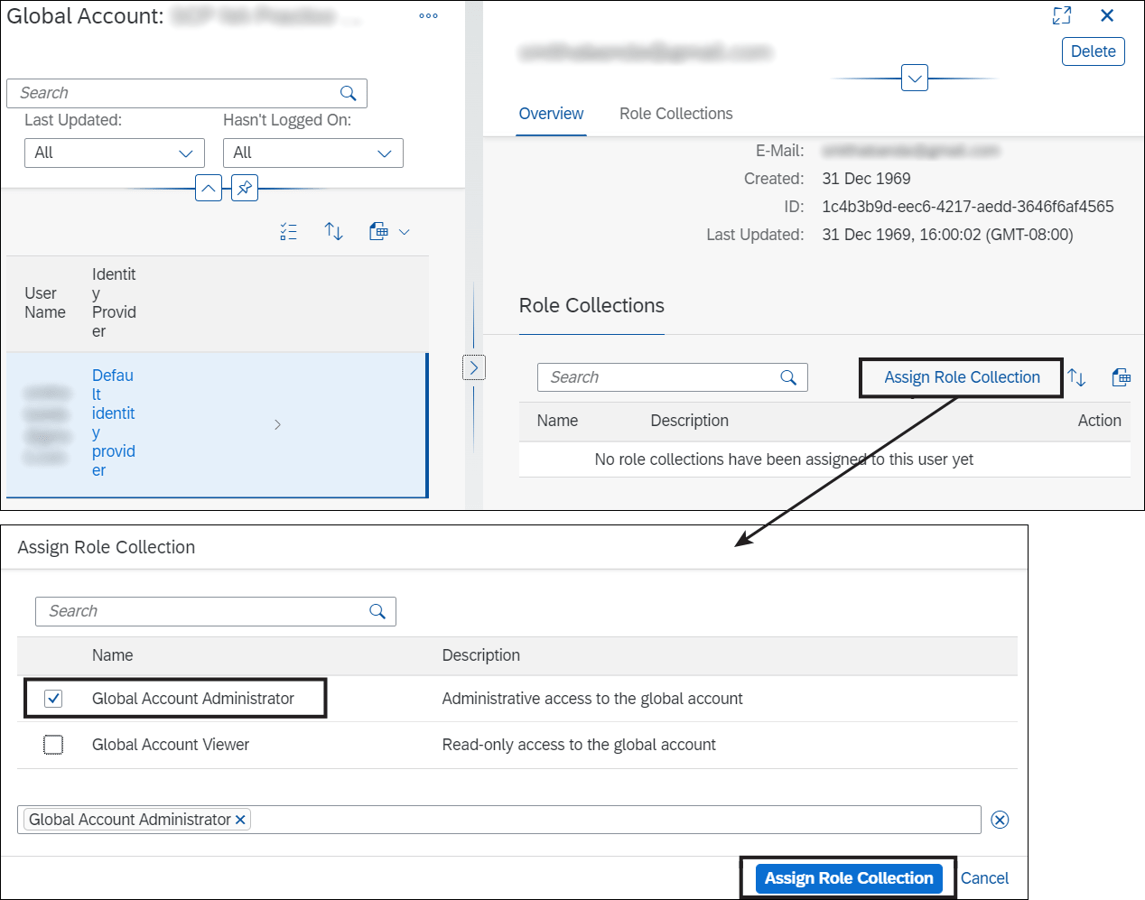 Global Account:
Search
Last Updated:
Hasn't Logged On:
All
All
User
Name
Identit
y
Provid
er
Defau
lt
identit
y
provid
er
Delete
Overview
Role Collections
E-Mail:
Created: 31 Dec 1969
ID: 1c4b3b9d-eec6-4217-aedd-3646f6af4565
Last Updated: 31 Dec 1969, 16:00:02 (GMT-08:00)
Role Collections
Search
Assign Role Collection
Name Description Action
No role collections have been assigned to this user yet
Assign Role Collection
Search
Name Description
Global Account Administrator Administrative access to the global account
Global Account Viewer Read-only access to the global account
Global Account Administrator
Assign Role Collection Cancel